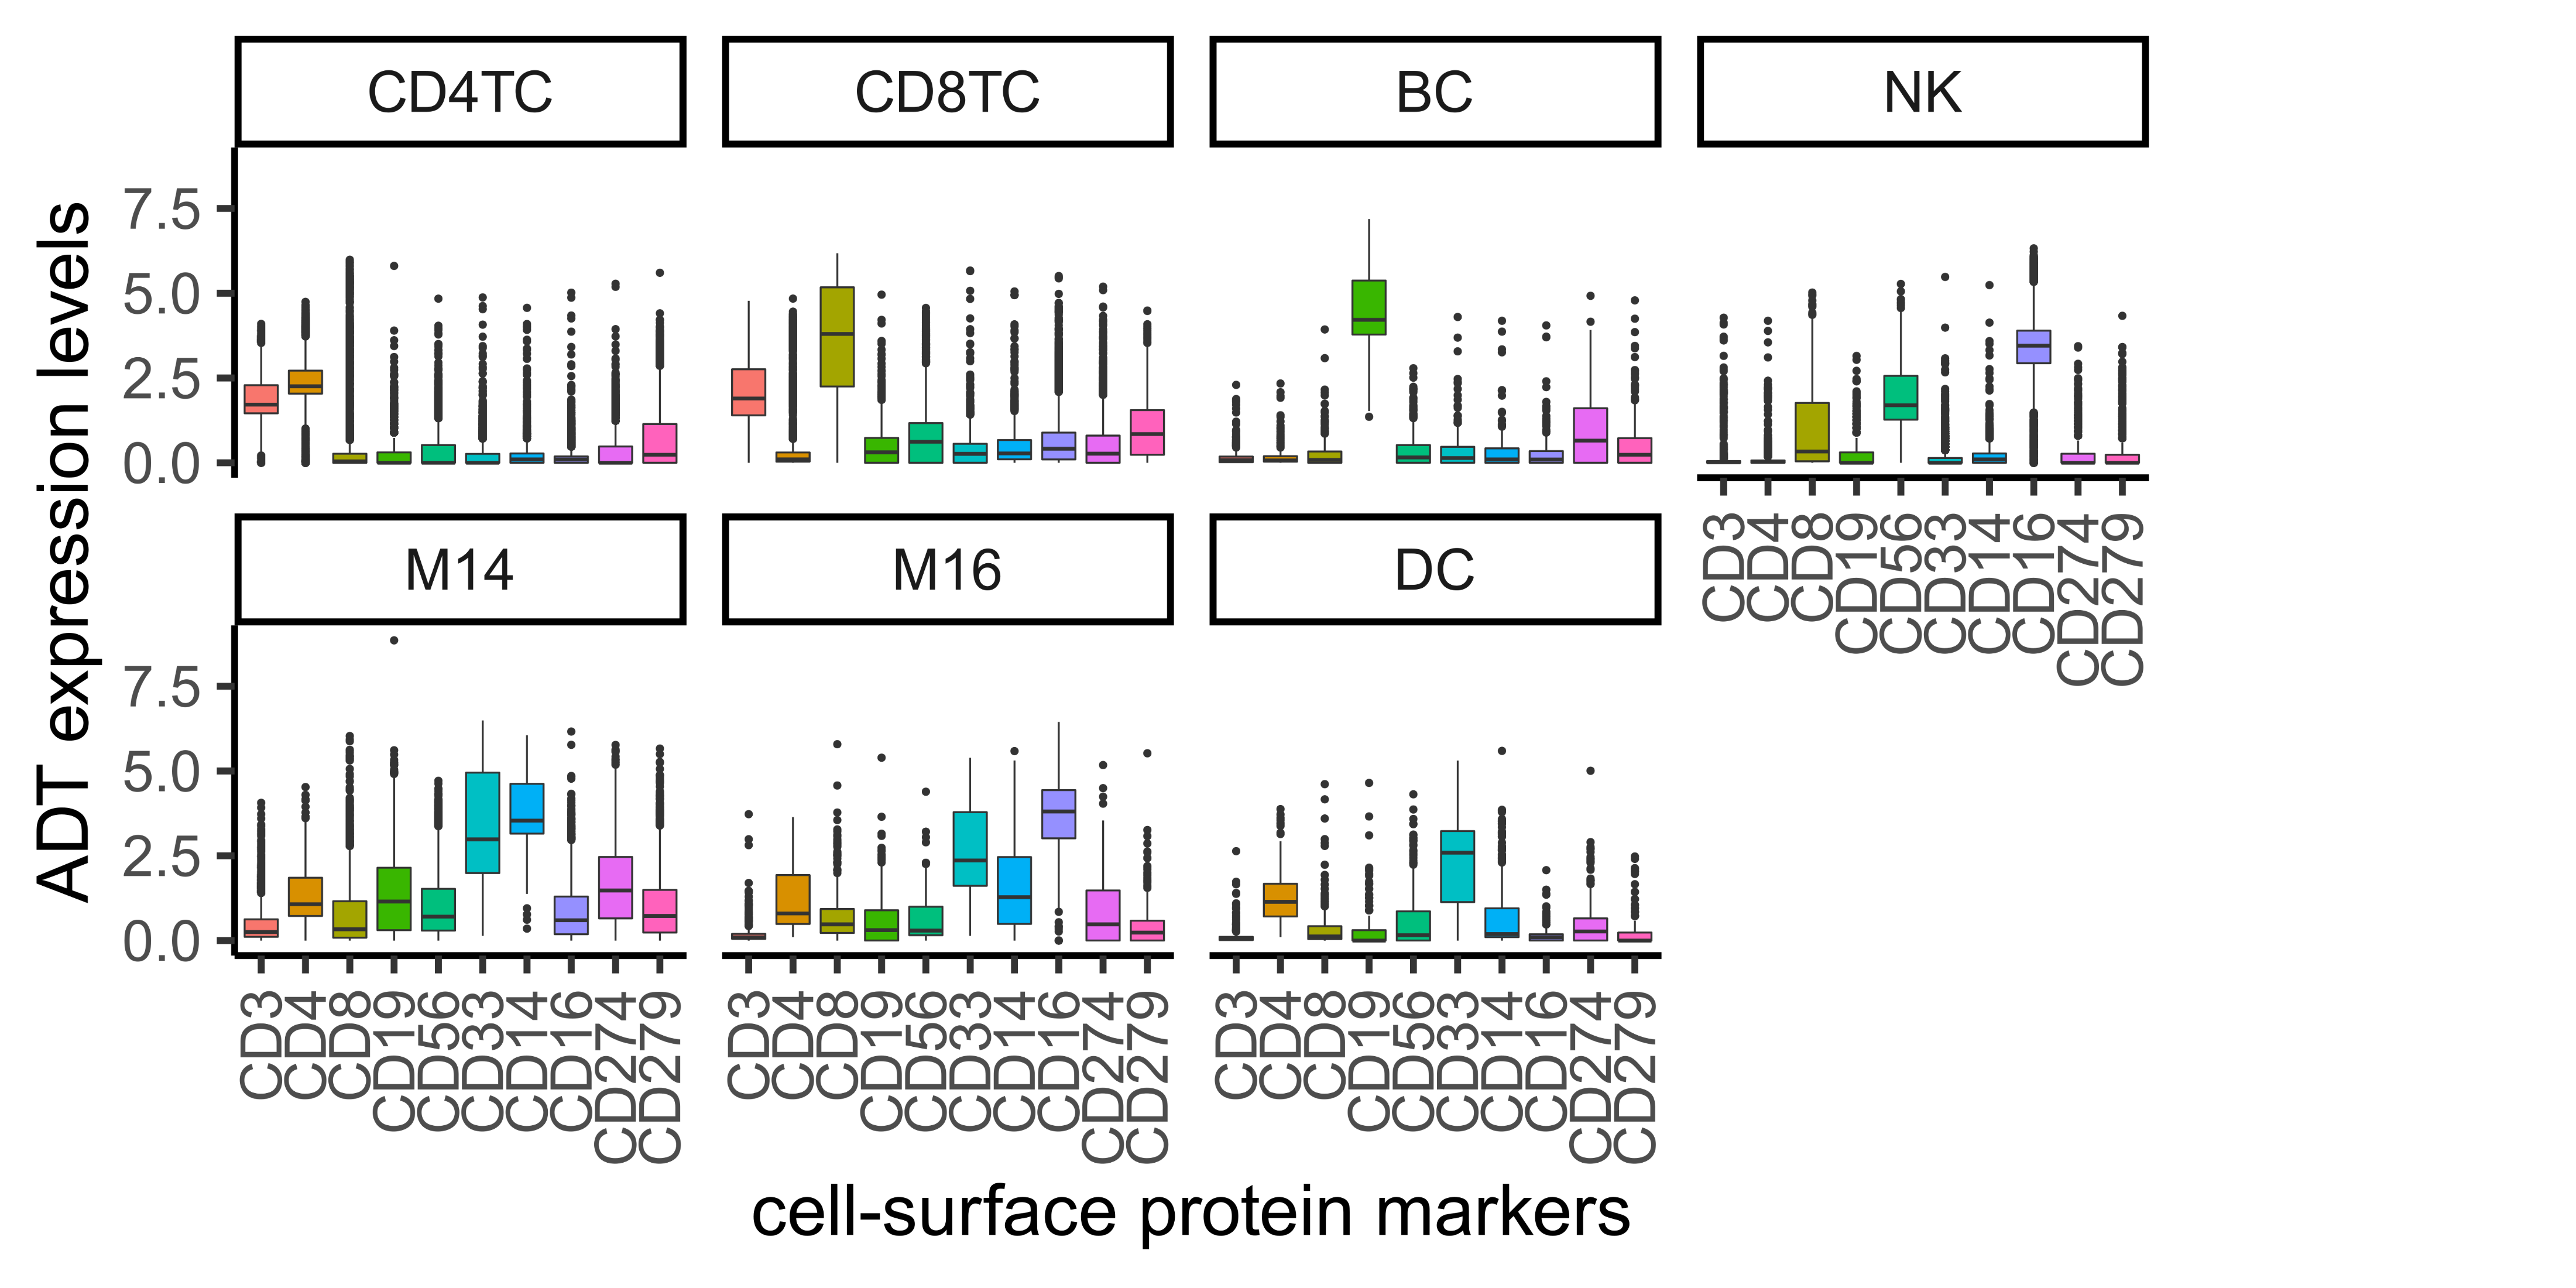 CD4TC CD8TC BC NK
ADT expression levels
7.5
5.0
2.5
0.0
CD3 CD4 CD8 CD19 CD56 CD33 CD14 CD16 CD274 CD279
M14 M16 DC
7.5
5.0
2.5
0.0
CD3 CD4 CD8 CD19 CD56 CD33 CD14 CD16 CD274 CD279
CD3 CD4 CD8 CD19 CD56 CD33 CD14 CD16 CD274 CD279
CD3 CD4 CD8 CD19 CD56 CD33 CD14 CD16 CD274 CD279
cell-surface protein markers